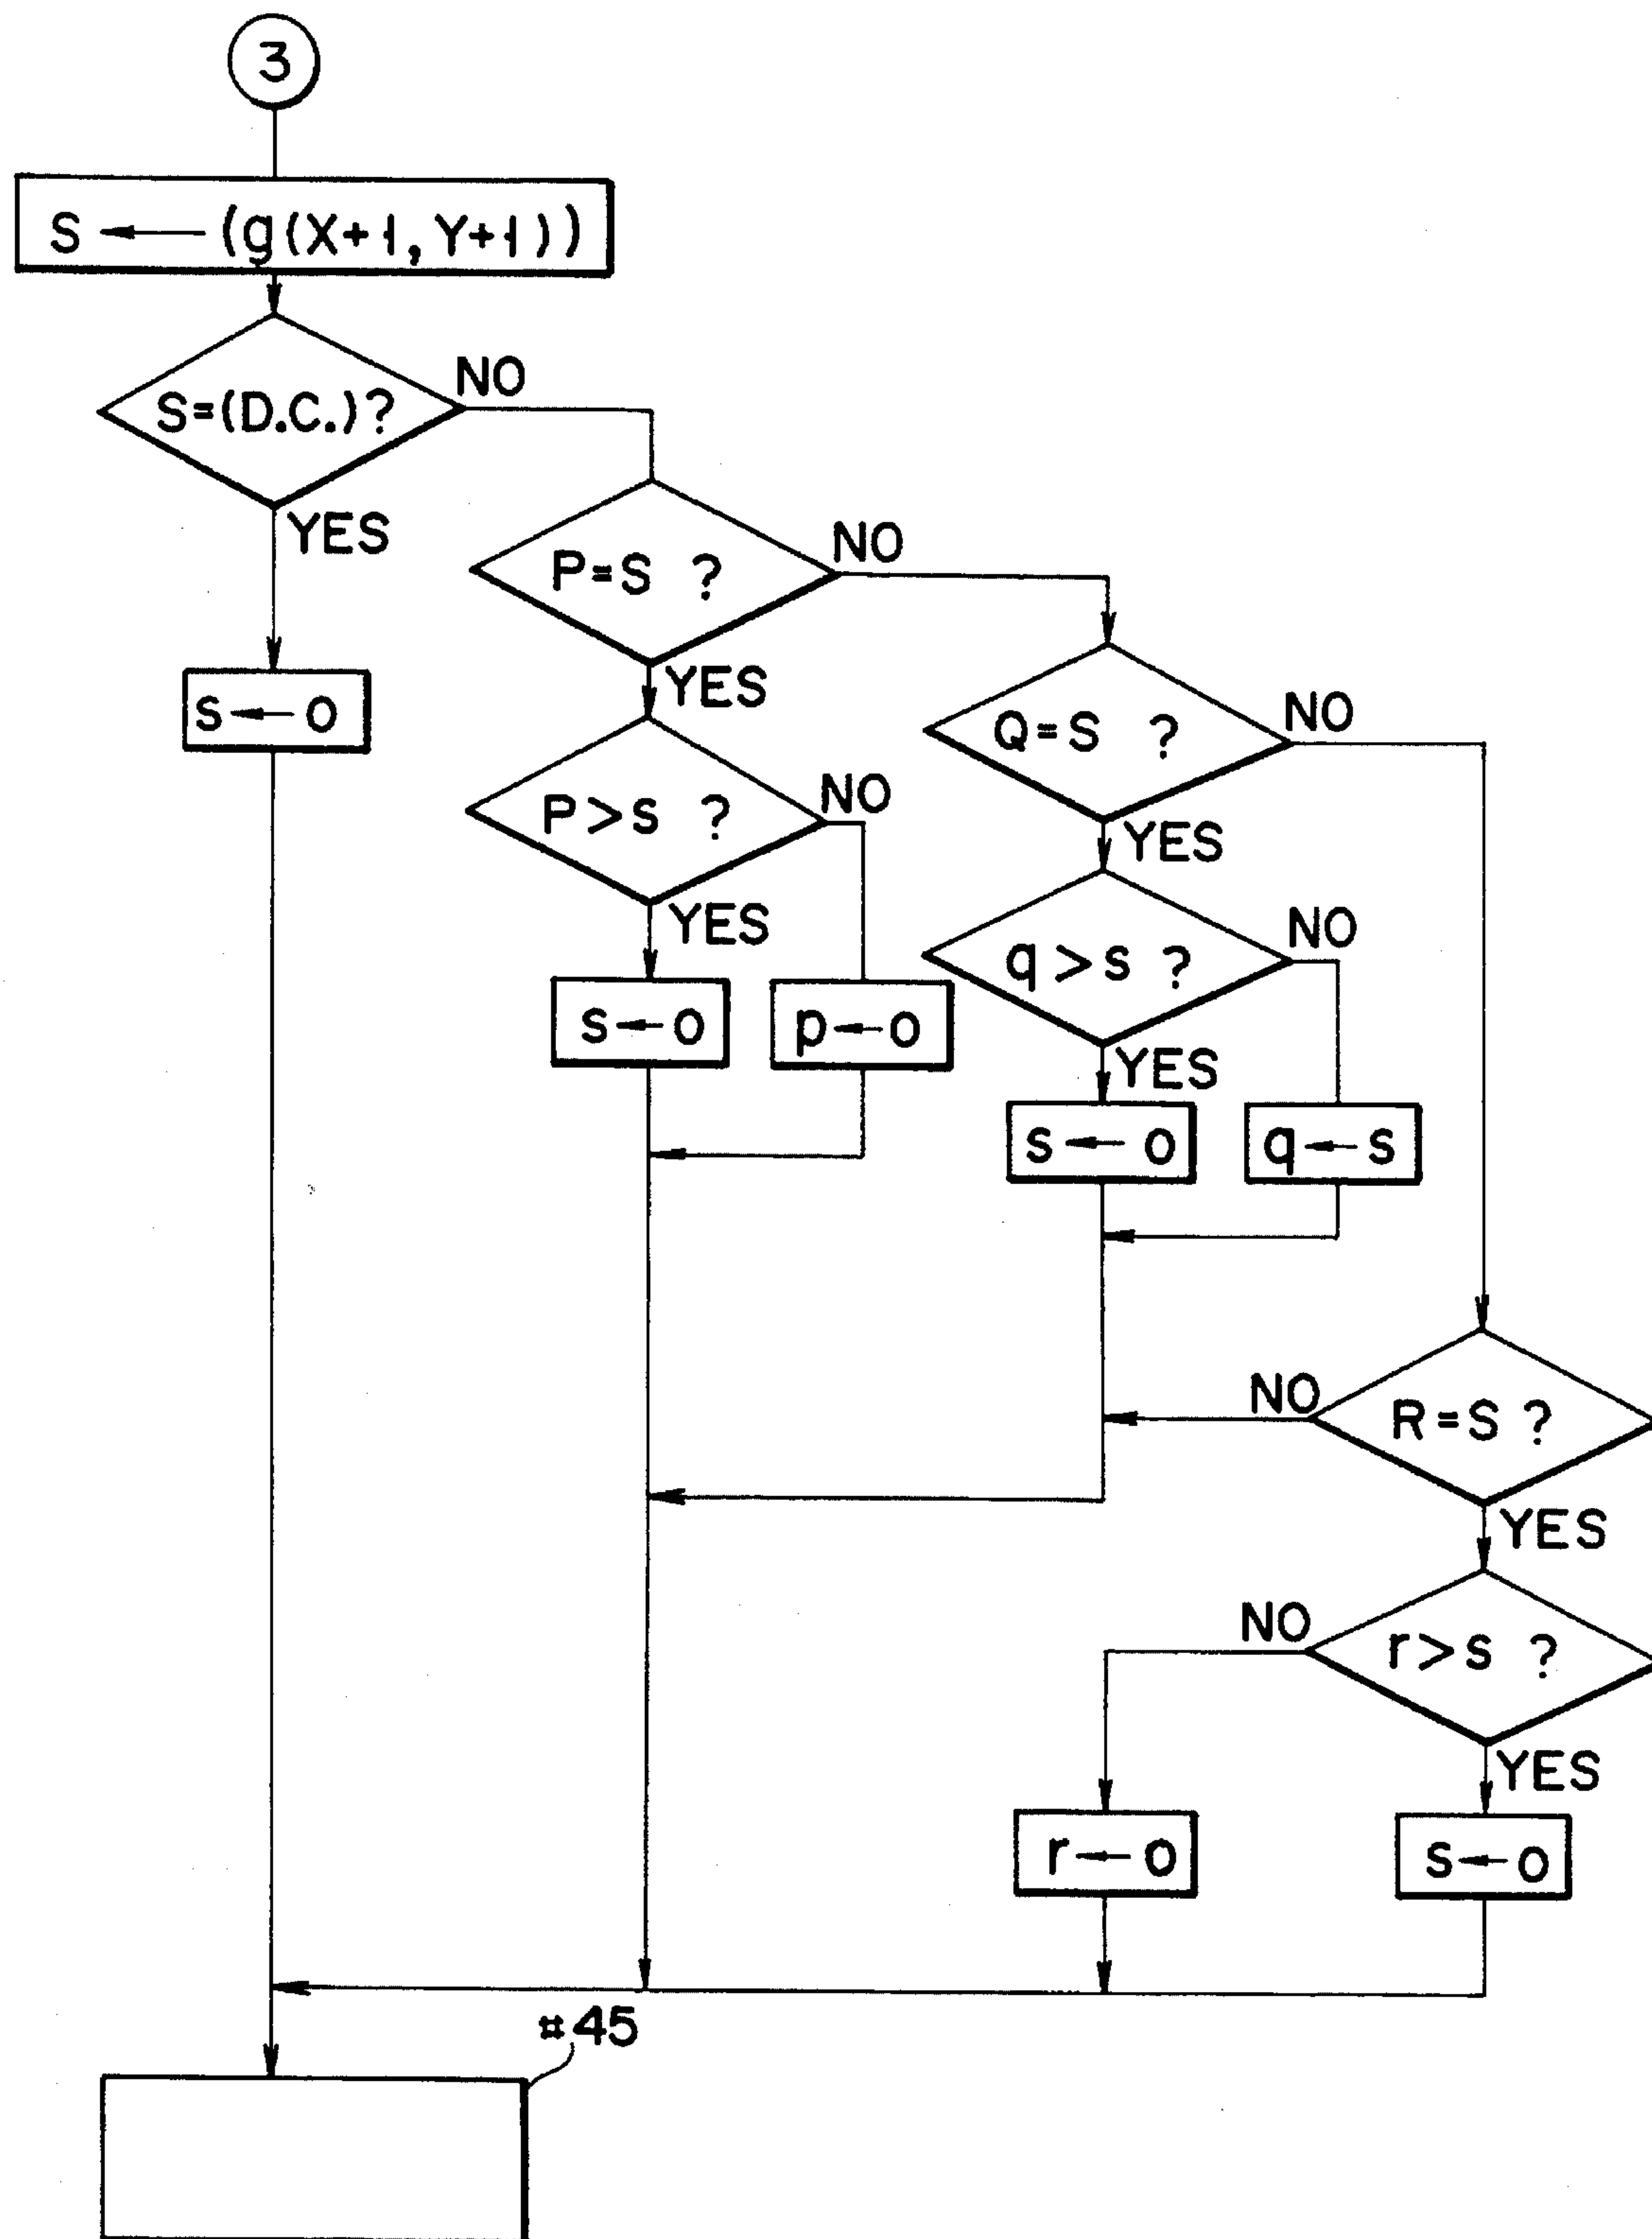 3
S ← (g(X+1, Y+1))
S=(D.C.)?
NO
YES
P=S ?
NO
YES
s←o
Q=S ?
NO
YES
P>s ?
NO
YES
q>s ?
NO
YES
s←o
p←o
s←o
q←s
R=S ?
NO
YES
r>s ?
NO
YES
r←o
s←o
#45